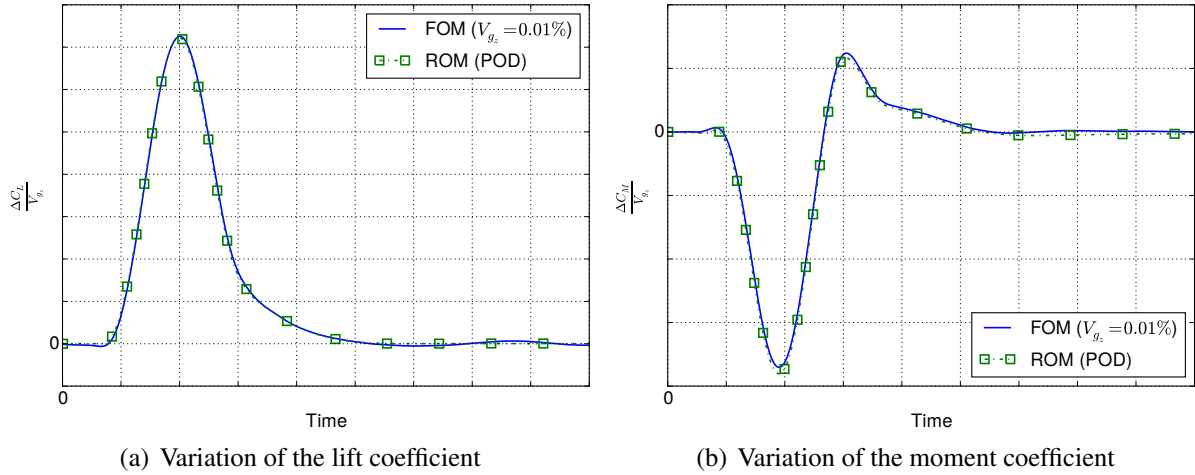 FOM (V_{g_z}=0.01%)
ROM (POD)
ΔC_L
V_{g_z}
0
0
Time
(a) Variation of the lift coefficient
0
ΔC_M
V_{g_z}
FOM (V_{g_z}=0.01%)
ROM (POD)
0
Time
(b) Variation of the moment coefficient